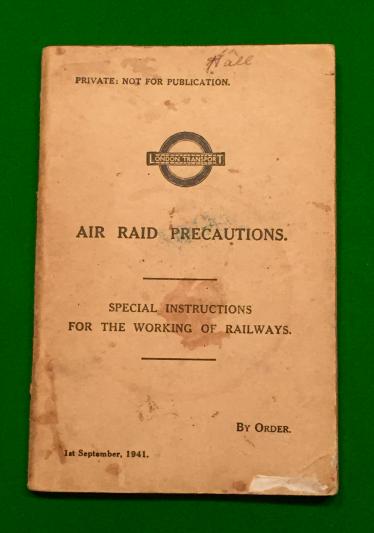 Hall
PRIVATE: NOT FOR PUBLICATION.
LONDON TRANSPORT
AIR RAID PRECAUTIONS.
SPECIAL INSTRUCTIONS
FOR THE WORKING OF RAILWAYS.
BY ORDER.
1st September, 1941.